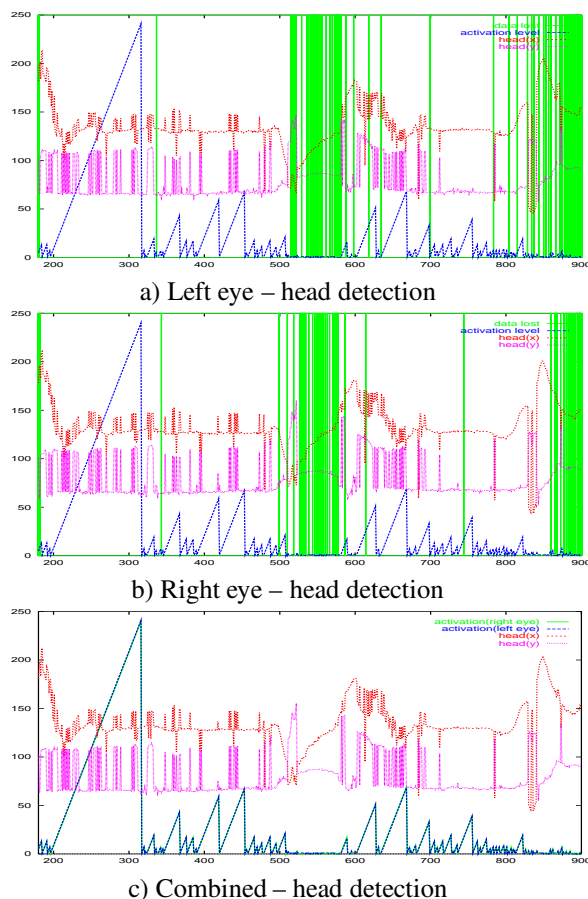 250
200
150
100
50
0
data lost
activation level
head(x)
head(y)
200 300 400 500 600 700 800 900
a) Left eye – head detection
250
200
150
100
50
0
data lost
activation level
head(x)
head(y)
200 300 400 500 600 700 800 900
b) Right eye – head detection
250
200
150
100
50
0
activation(right eye)
activation(left eye)
head(x)
head(y)
200 300 400 500 600 700 800 900
c) Combined – head detection